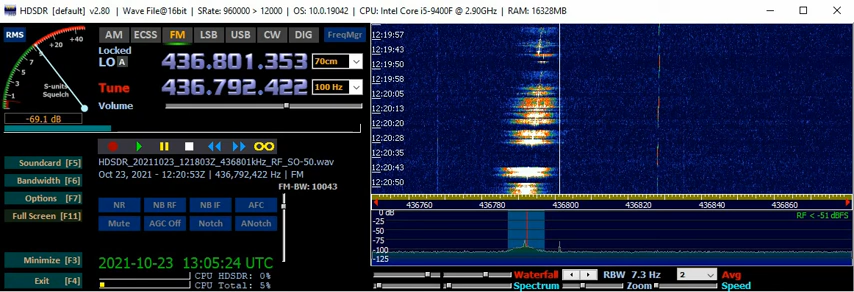 HDSDR [default] v2.80 | Wave File@16bit | SRate: 960000 > 12000 | OS: 10.0.19042 | CPU: Intel Core i5-9400F @ 2.90GHz | RAM: 16328MB
RMS
+20 +40
9
7
5
3
1
S-units
Squelch
-69.1 dB
AM ECSS FM LSB USB CW DIG FreqMgr
Locked
LO A 436.801.353 70cm
Tune 436.792.422 100 Hz
Volume
HDSDR_20211023_121803Z_436801kHz_RF_SO-50.wav
Oct 23, 2021 - 12:20:53Z | 436,792,422 Hz | FM
FM-BW: 10043
Soundcard [F5]
Bandwidth [F6]
Options [F7]
Full Screen [F11]
Minimize [F3]
Exit [F4]
NR NB RF NB IF AFC
Mute AGC Off Notch ANotch
2021-10-23 13:05:24 UTC
CPU HDSDR: 0%
CPU Total: 5%
12:19:57
12:19:43
12:19:50
12:19:58
12:20:05
12:20:13
12:20:20
12:20:28
12:20:35
12:20:43
12:20:50
436760 436780 436800 436820 436840 436860
0 dB
-25
-50
-75
-100
-125
RF < -51 dBFS
Waterfall RBW 7.3 Hz 2 Avg
Spectrum Zoom Speed